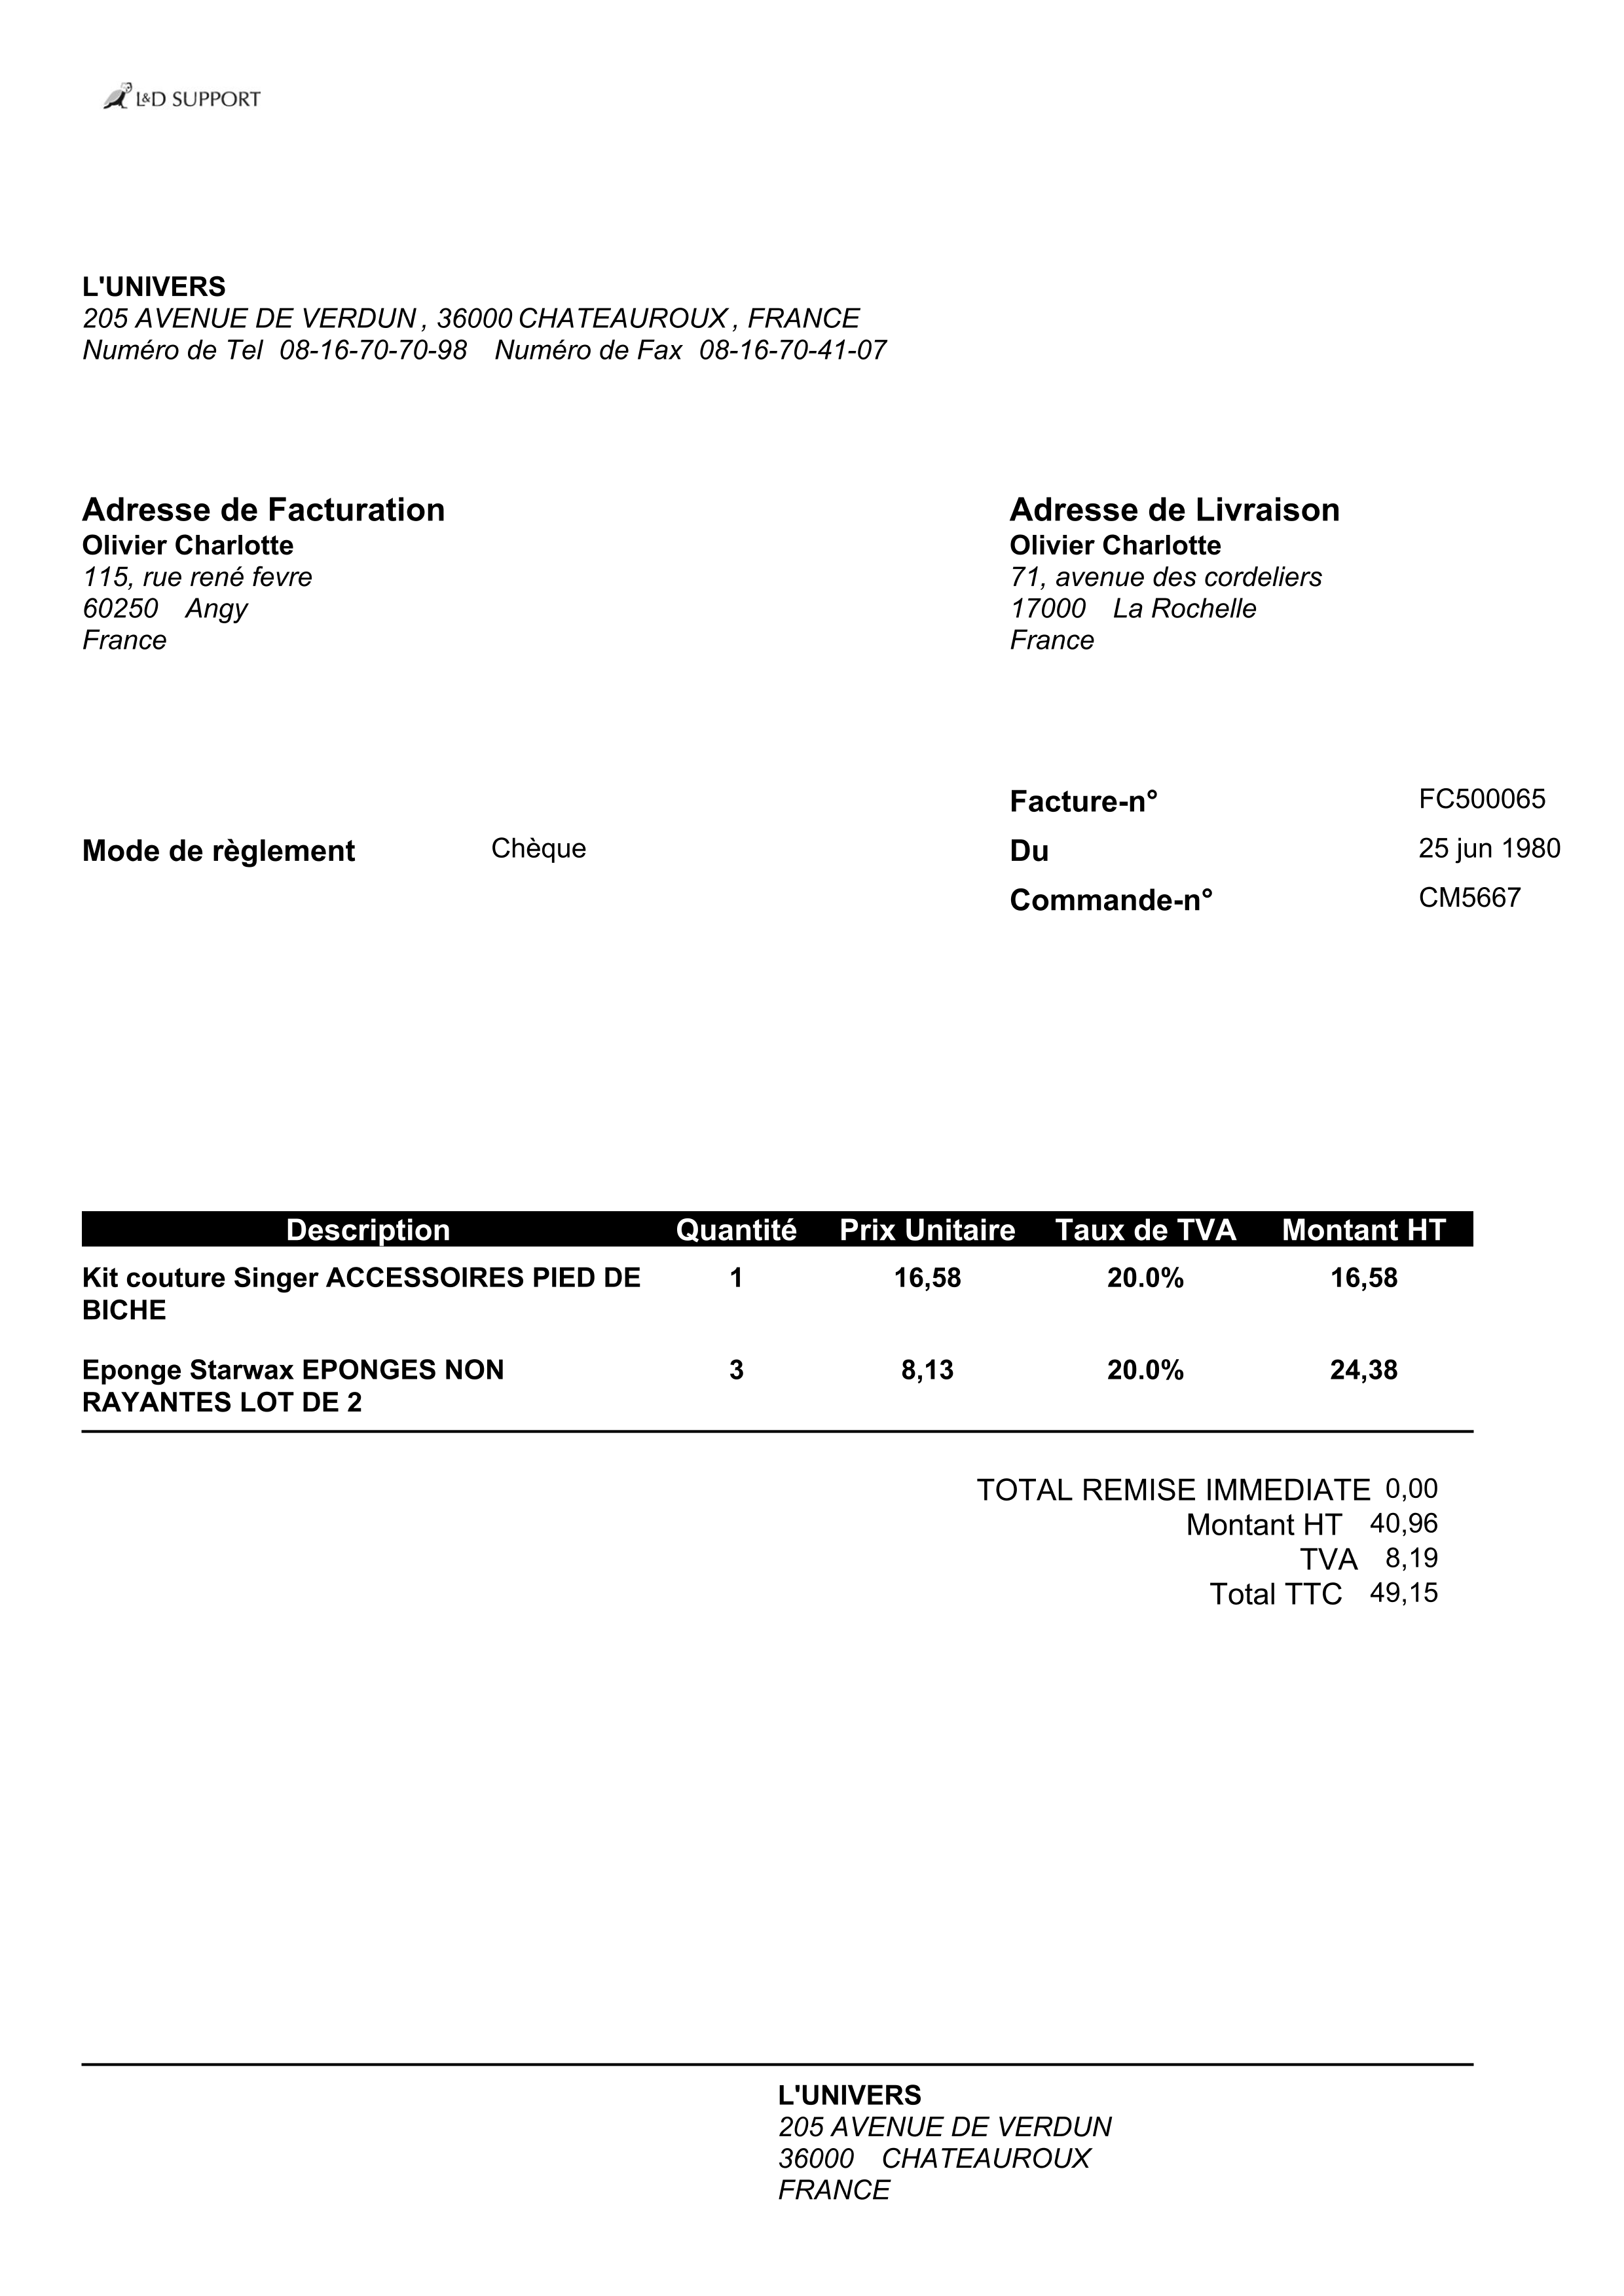 L&D SUPPORT
L'UNIVERS
205 AVENUE DE VERDUN , 36000 CHATEAUROUX , FRANCE
Numéro de Tel 08-16-70-70-98 Numéro de Fax 08-16-70-41-07
Adresse de Facturation
Olivier Charlotte
115, rue rené fevre
60250 Angy
France
Adresse de Livraison
Olivier Charlotte
71, avenue des cordeliers
17000 La Rochelle
France
Facture-n° FC500065
Mode de règlement Chèque
Du 25 jun 1980
Commande-n° CM5667
Description Quantité Prix Unitaire Taux de TVA Montant HT
Kit couture Singer ACCESSOIRES PIED DE 1 16,58 20.0% 16,58
BICHE
Eponge Starwax EPONGES NON 3 8,13 20.0% 24,38
RAYANTES LOT DE 2
TOTAL REMISE IMMEDIATE 0,00
Montant HT 40,96
TVA 8,19
Total TTC 49,15
L'UNIVERS
205 AVENUE DE VERDUN
36000 CHATEAUROUX
FRANCE